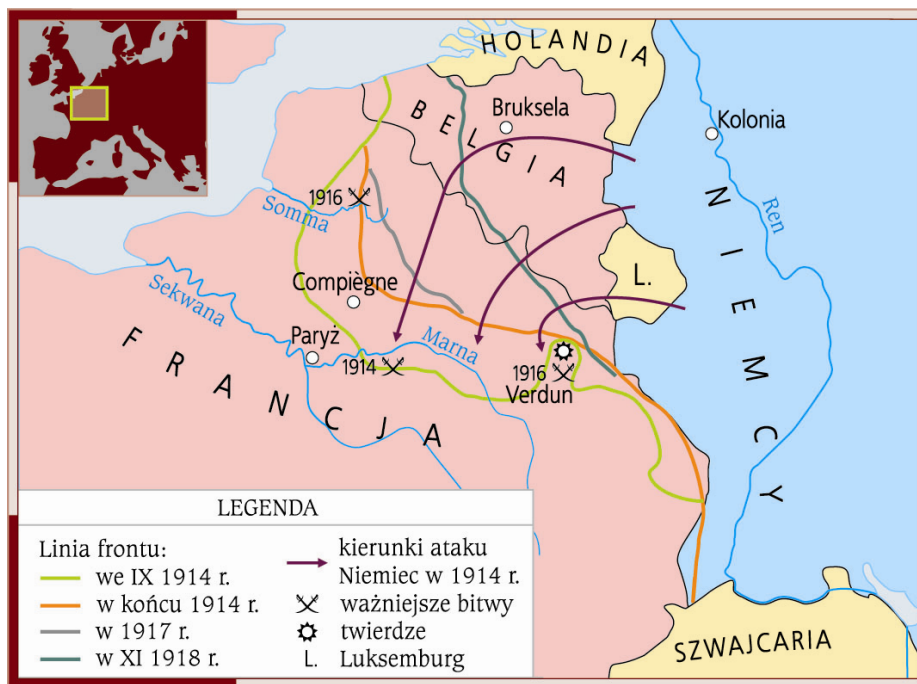 HOLANDIA
BELGIA
Bruksela
Kolonia
NIEMCY
Ren
1916
Somma
L.
Compiègne
Sekwana
Paryż
Marna
1914
1916
Verdun
FRANCJA
SZWAJCARIA
LEGENDA
Linia frontu:
we IX 1914 r.
w końcu 1914 r.
w 1917 r.
w XI 1918 r.
kierunki ataku
Niemiec w 1914 r.
ważniejsze bitwy
twierdze
L. Luksemburg